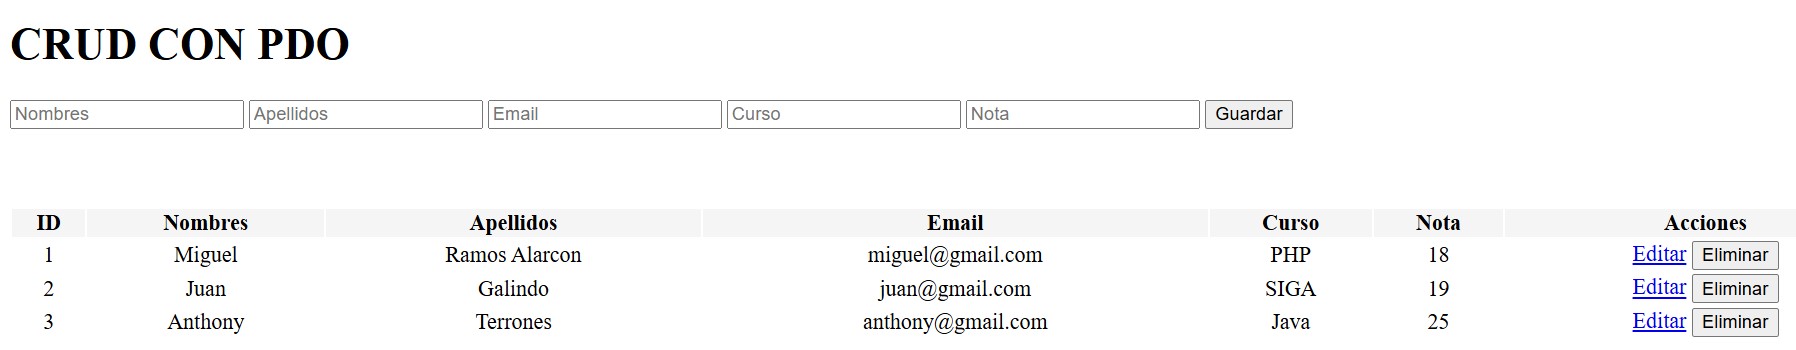 CRUD CON PDO
Nombres Apellidos Email Curso Nota Guardar
ID Nombres Apellidos Email Curso Nota Acciones
1 Miguel Ramos Alarcon miguel@gmail.com PHP 18 Editar Eliminar
2 Juan Galindo juan@gmail.com SIGA 19 Editar Eliminar
3 Anthony Terrones anthony@gmail.com Java 25 Editar Eliminar